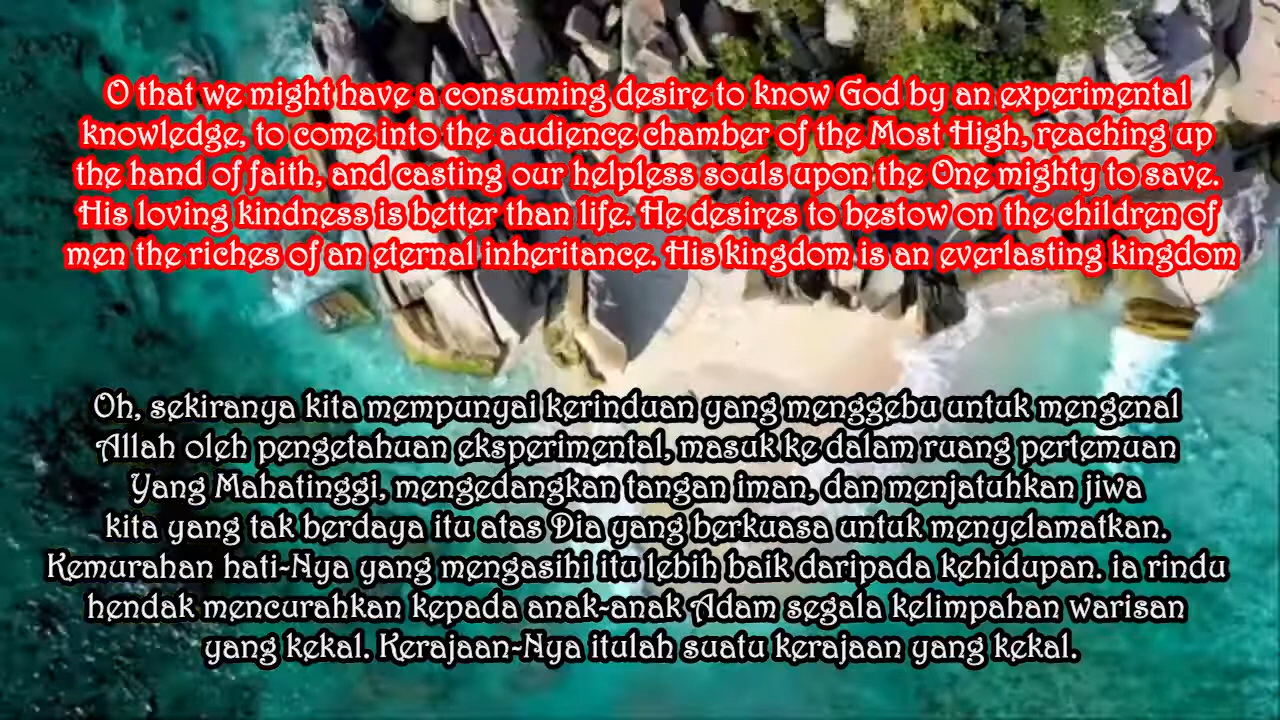 O that we might have a consuming desire to know God by an experimental
knowledge, to come into the audience chamber of the Most High, reaching up
the hand of faith, and casting our helpless souls upon the One mighty to save.
His loving kindness is better than life. He desires to bestow on the children of
men the riches of an eternal inheritance. His kingdom is an everlasting kingdom
Oh, sekiranya kita mempunyai kerinduan yang menggebu untuk mengenal
Allah oleh pengetahuan eksperimental, masuk ke dalam ruang pertemuan
Yang Mahatinggi, mengedangkan tangan iman, dan menjatuhkan jiwa
kita yang tak berdaya itu atas Dia yang berkuasa untuk menyelamatkan.
Kemurahan hati-Nya yang mengasihi itu lebih baik daripada kehidupan. ia rindu
hendak mencurahkan kepada anak-anak Adam segala kelimpahan warisan
yang kekal. Kerajaan-Nya itulah suatu kerajaan yang kekal.